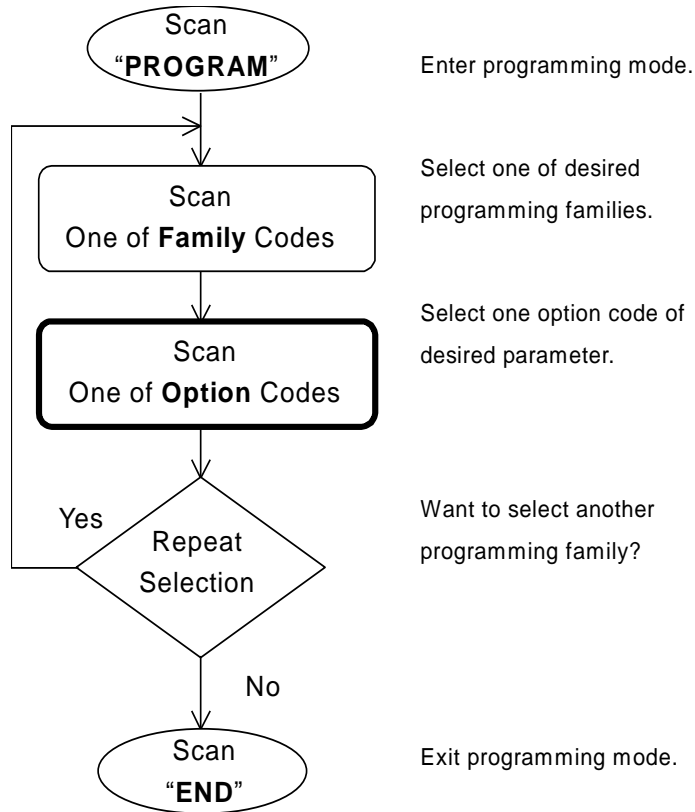 Scan
“PROGRAM”
Enter programming mode.
Scan
One of Family Codes
Select one of desired
programming families.
Scan
One of Option Codes
Select one option code of
desired parameter.
Yes
Repeat
Selection
Want to select another
programming family?
No
Scan
“END”
Exit programming mode.